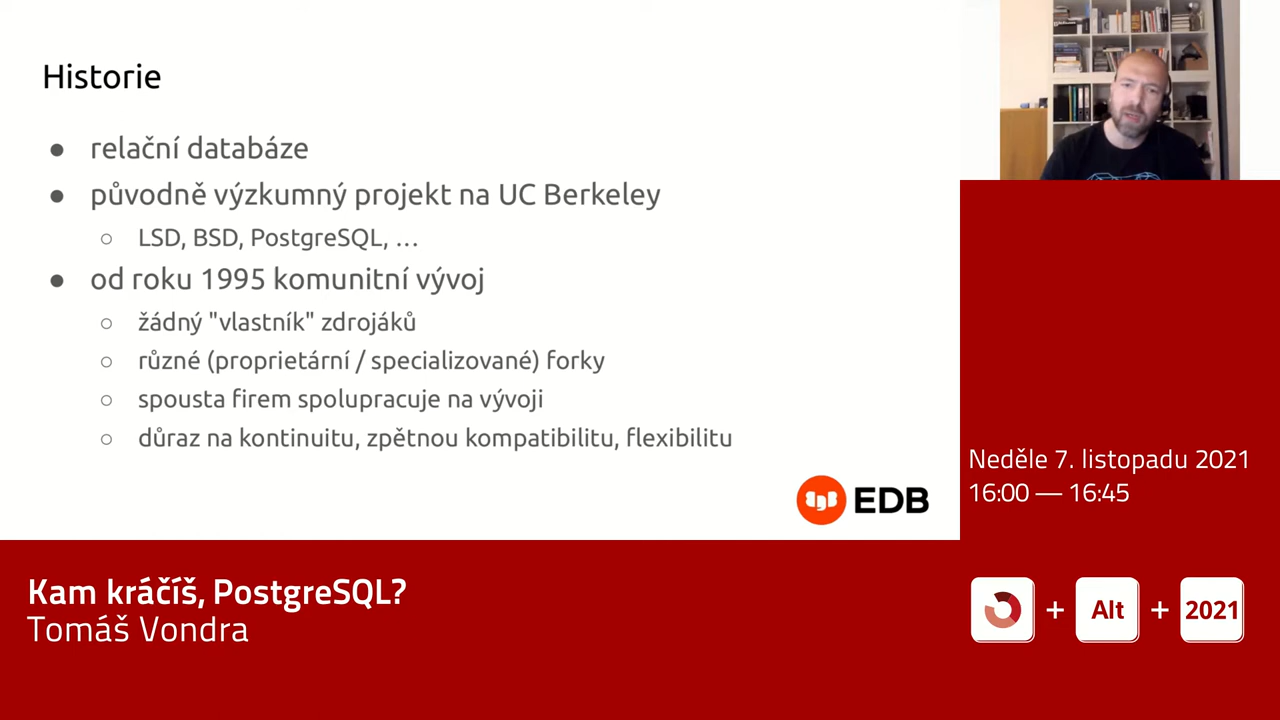 Historie
● relační databáze
● původně výzkumný projekt na UC Berkeley
○ LSD, BSD, PostgreSQL, …
● od roku 1995 komunitní vývoj
○ žádný "vlastník" zdrojáků
○ různé (proprietární / specializované) forky
○ spousta firem spolupracuje na vývoji
○ důraz na kontinuitu, zpětnou kompatibilitu, flexibilitu
EDB
Neděle 7. listopadu 2021
16:00 — 16:45
Kam kráčíš, PostgreSQL?
Tomáš Vondra
+ Alt + 2021